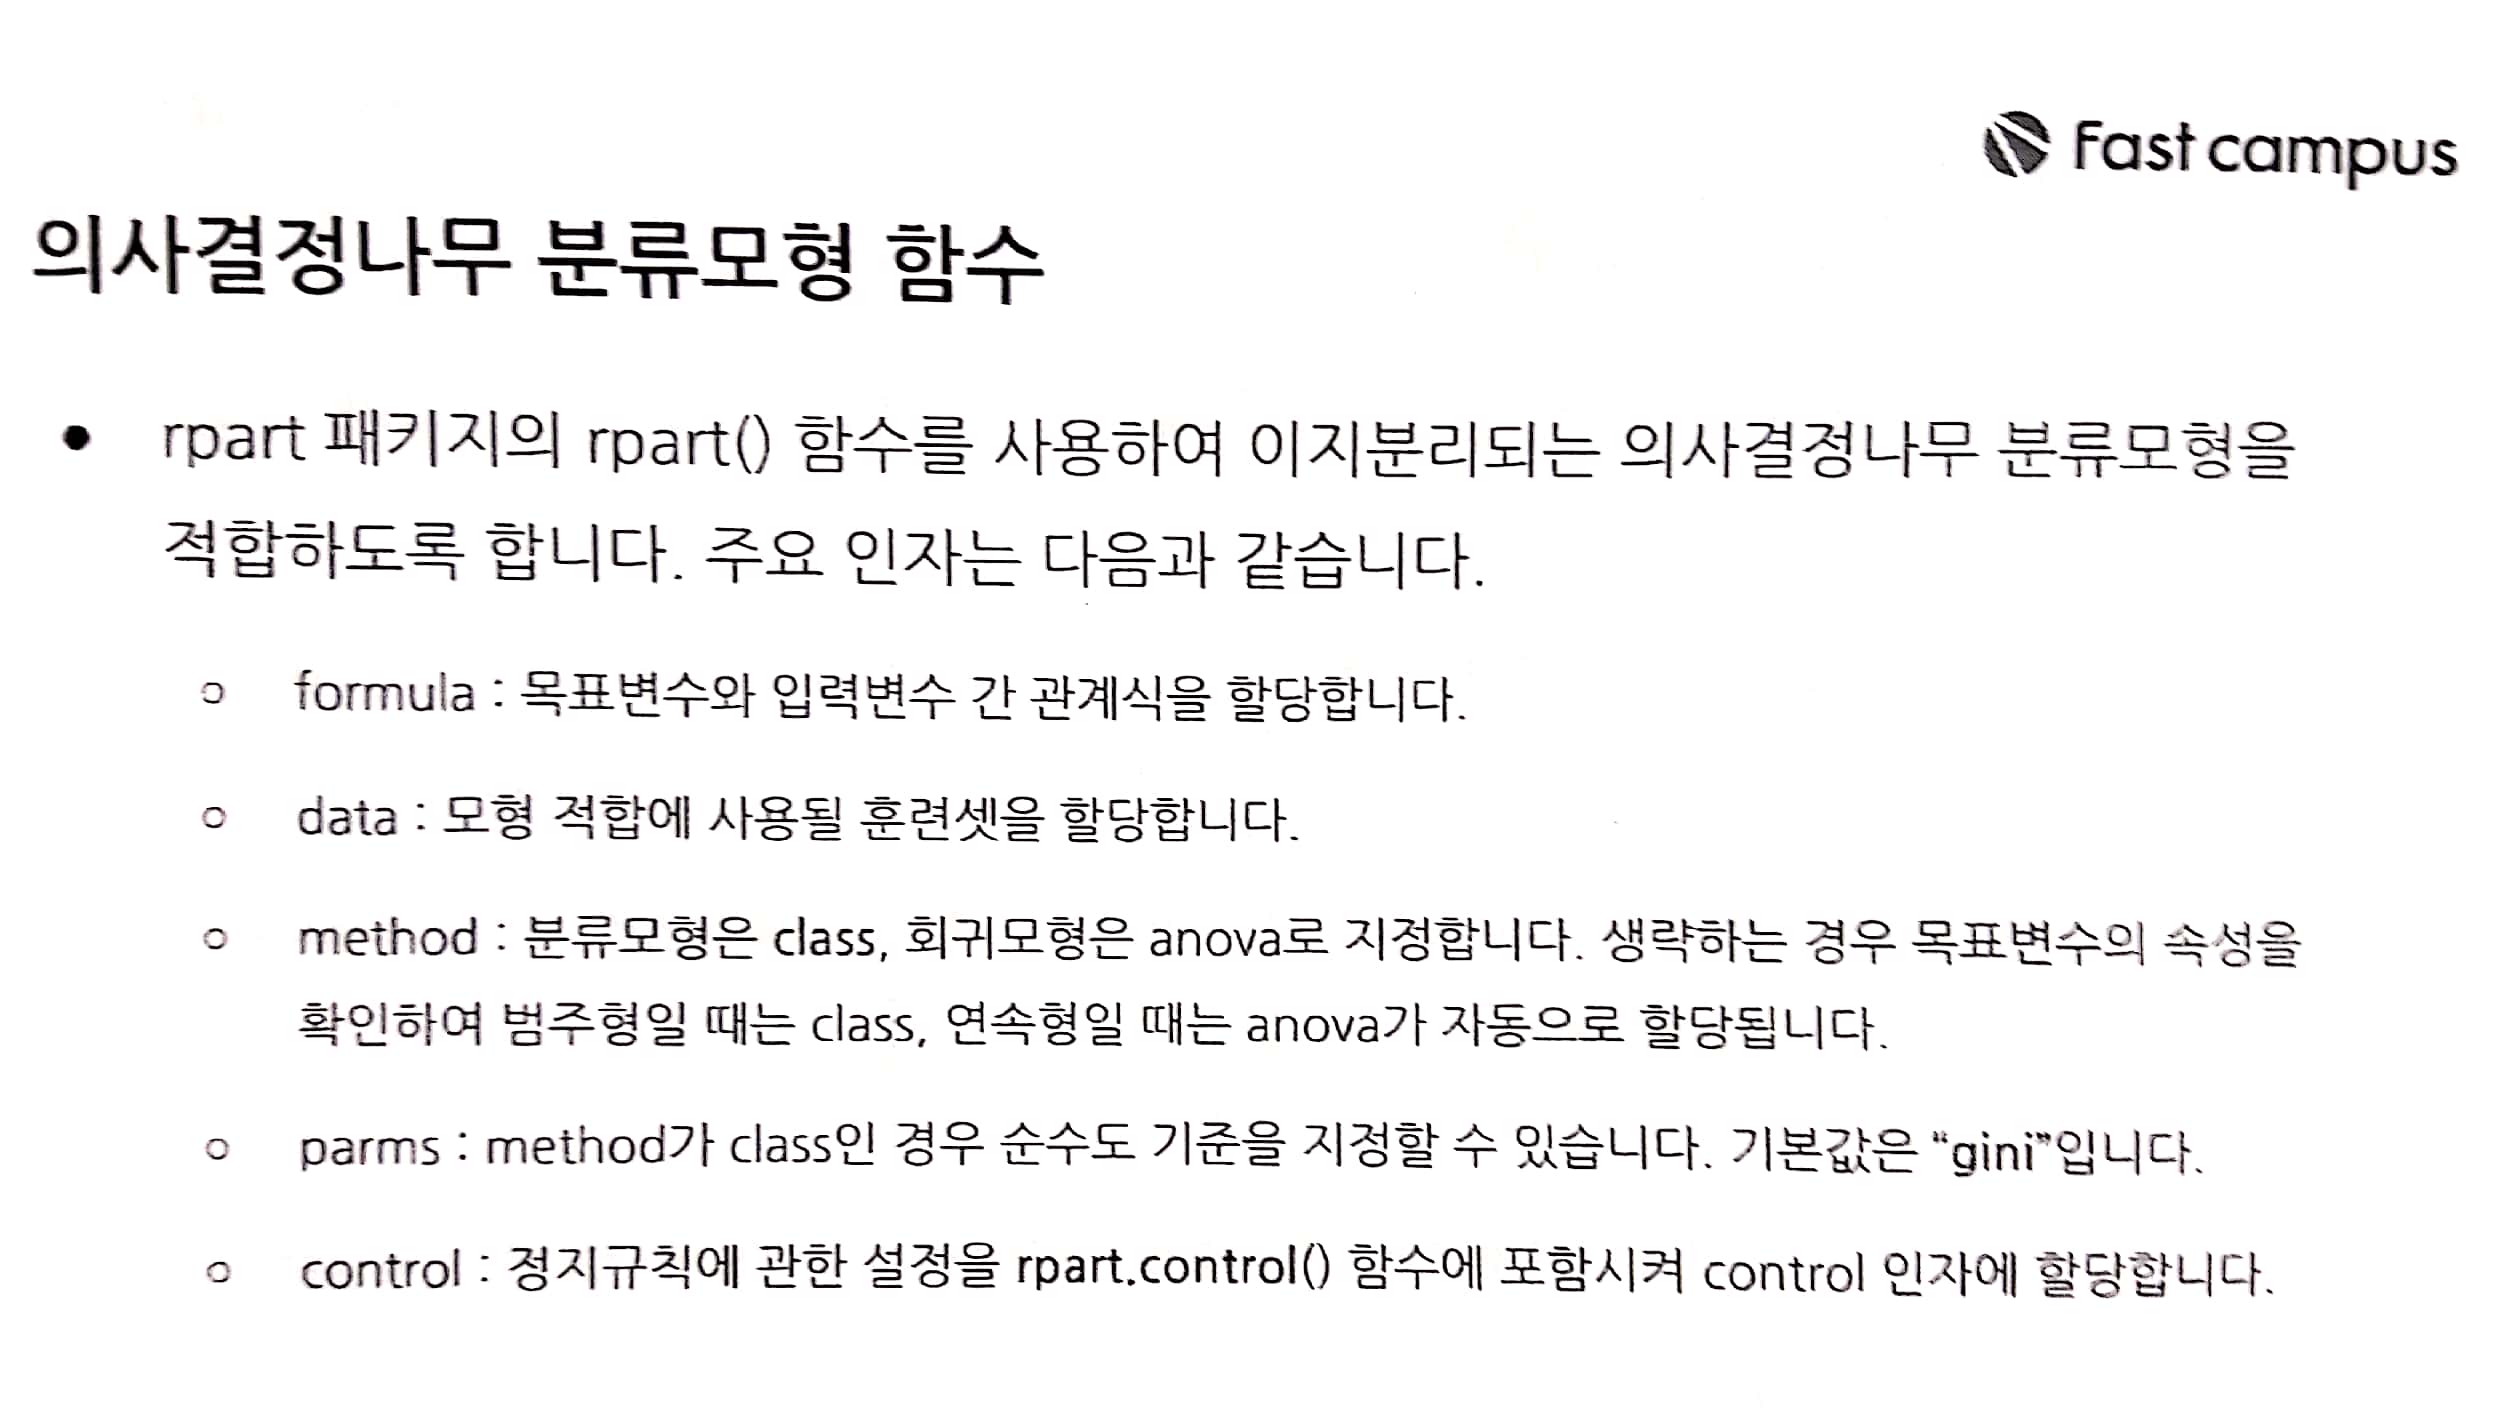 Fast campus
의사결정나무 분류모형 함수
● rpart 패키지의 rpart() 함수를 사용하여 이지분리되는 의사결정나무 분류모형을
적합하도록 합니다. 주요 인자는 다음과 같습니다.
○ formula : 목표변수와 입력변수 간 관계식을 할당합니다.
○ data : 모형 적합에 사용될 훈련셋을 할당합니다.
○ method : 분류모형은 class, 회귀모형은 anova로 지정합니다. 생략하는 경우 목표변수의 속성을
확인하여 범주형일 때는 class, 연속형일 때는 anova가 자동으로 할당됩니다.
○ parms : method가 class인 경우 순수도 기준을 지정할 수 있습니다. 기본값은 “gini”입니다.
○ control : 정지규칙에 관한 설정을 rpart.control() 함수에 포함시켜 control 인자에 할당합니다.